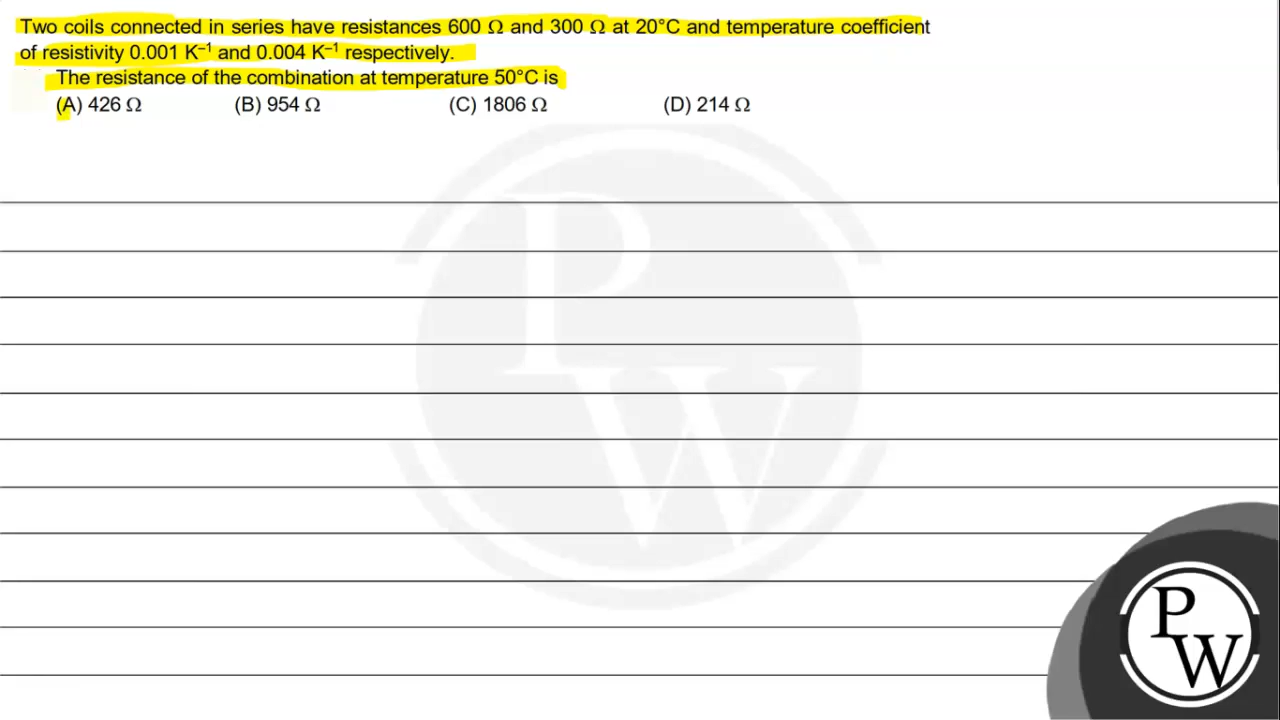 Two coils connected in series have resistances 600 Ω and 300 Ω at 20°C and temperature coefficient
of resistivity 0.001 K⁻¹ and 0.004 K⁻¹ respectively.
The resistance of the combination at temperature 50°C is
(A) 426 Ω (B) 954 Ω (C) 1806 Ω (D) 214 Ω
P
W
P
W